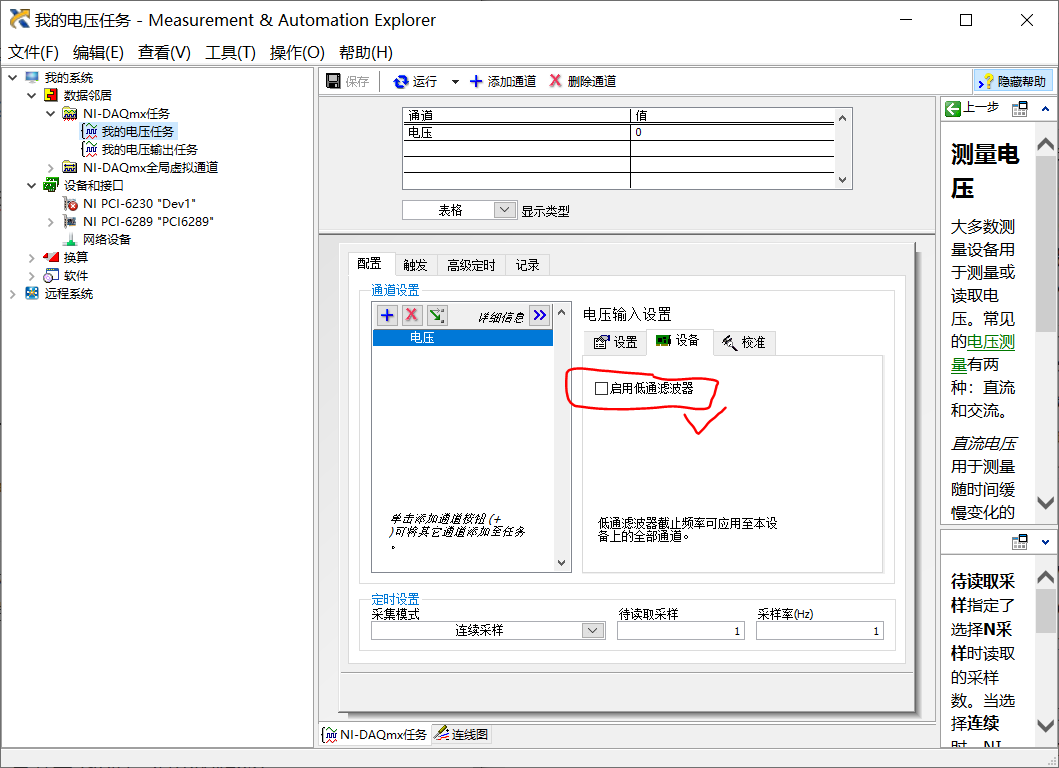 我的电压任务 - Measurement & Automation Explorer
文件(F) 编辑(E) 查看(V) 工具(T) 操作(O) 帮助(H)
我的系统
数据邻居
NI-DAQmx任务
我的电压任务
我的电压输出任务
NI-DAQmx全局虚拟通道
设备和接口
NI PCI-6230 "Dev1"
NI PCI-6289 "PCI6289"
网络设备
换算
软件
远程系统
保存 运行 添加通道 删除通道 隐藏帮助
通道 值
电压 0
表格 显示类型
配置 触发 高级定时 记录
通道设置
详细信息
电压
单击添加通道按钮 (+
)可将其它通道添加至任务
。
电压输入设置
设置 设备 校准
启用低通滤波器
低通滤波器截止频率可应用至本设
备上的全部通道。
定时设置
采集模式 待读取采样 采样率(Hz)
连续采样 1 1
NI-DAQmx任务 连线图
上一步
测量电
压
大多数测
量设备用
于测量或
读取电
压。常见
的电压测
量有两
种：直流
和交流。
直流电压
用于测量
随时间缓
慢变化的
待读取采
样指定了
选择N采
样时读取
的采样
数。当选
择连续
时，NI